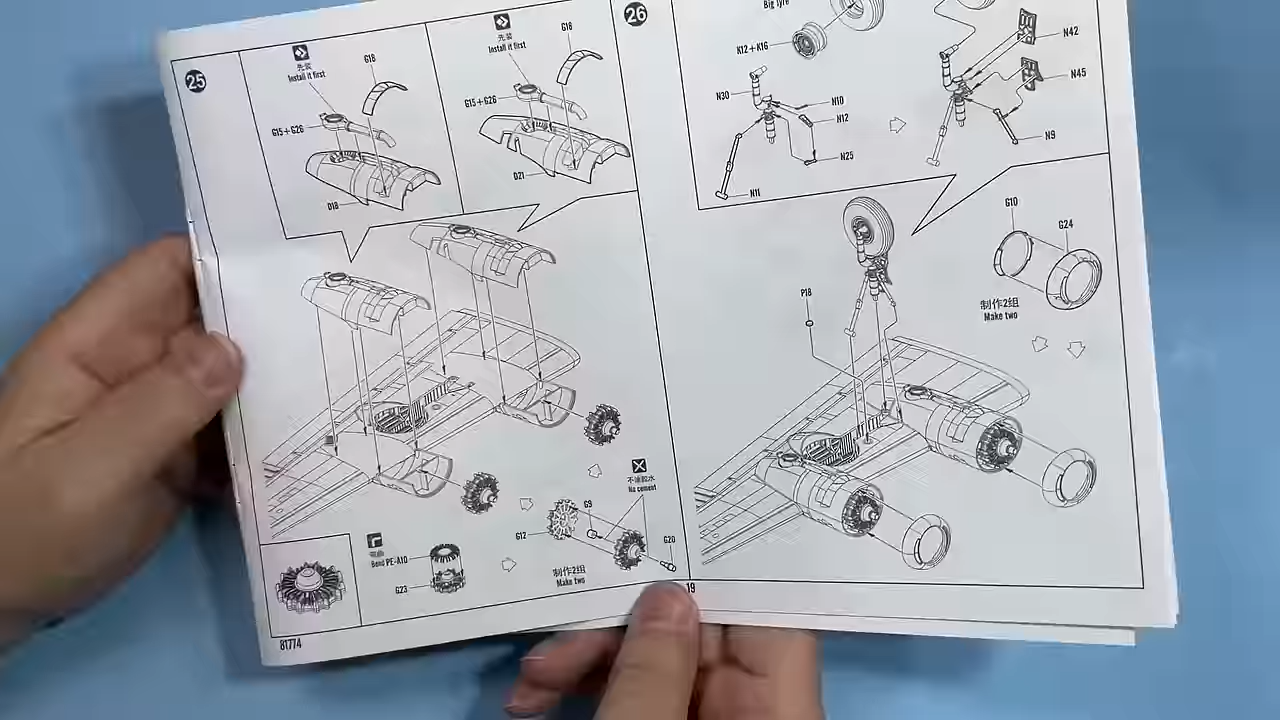 25
先装
Install it first
G18
G15+G26
D18
先装
Install it first
G18
G15+G26
D21
弯曲
Bend PE-A10
G23
G12
G9
不涂胶水
No cement
G20
制作2组
Make two
81774
19
26
Big tyre
K12+K16
N30
N10
N12
N25
N11
N42
N45
N9
P18
G10
G24
制作2组
Make two